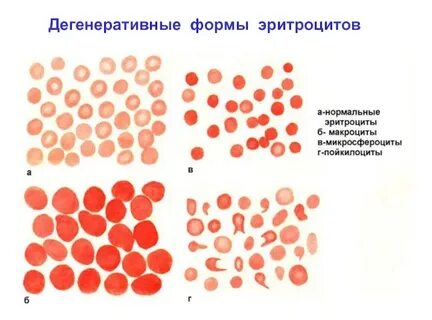 Дегенеративные формы эритроцитов
а
в
а-нормальные
эритроциты
б- макроциты
в-микросфероциты
г-пойкилоциты
б
г